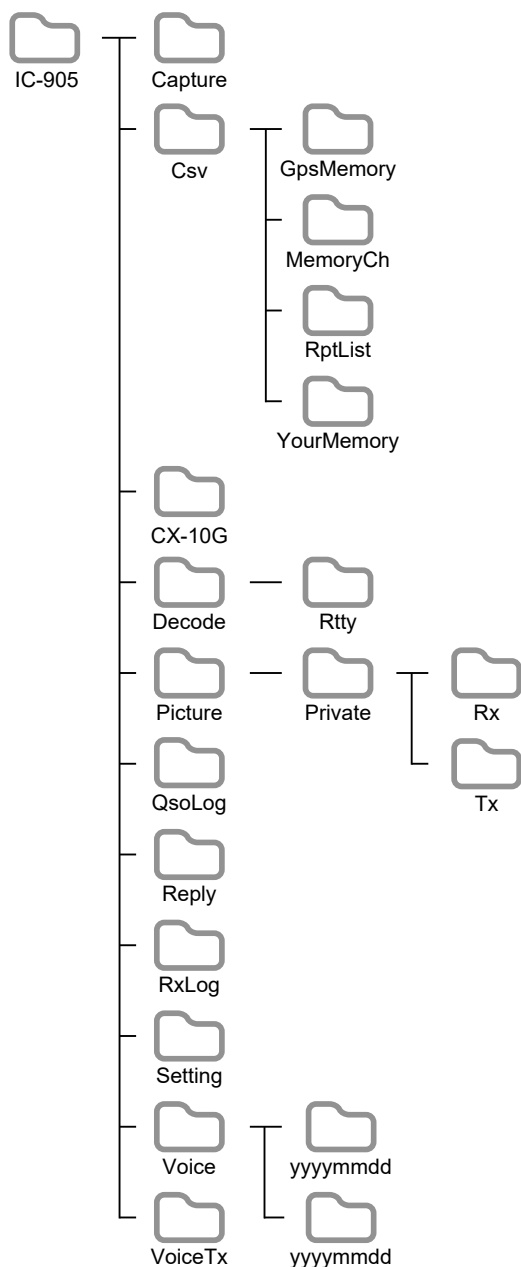 IC-905
Capture
Csv
GpsMemory
MemoryCh
RptList
YourMemory
CX-10G
Decode
Rtty
Picture
Private
Rx
Tx
QsoLog
Reply
RxLog
Setting
Voice
yyyymmdd
VoiceTx
yyyymmdd